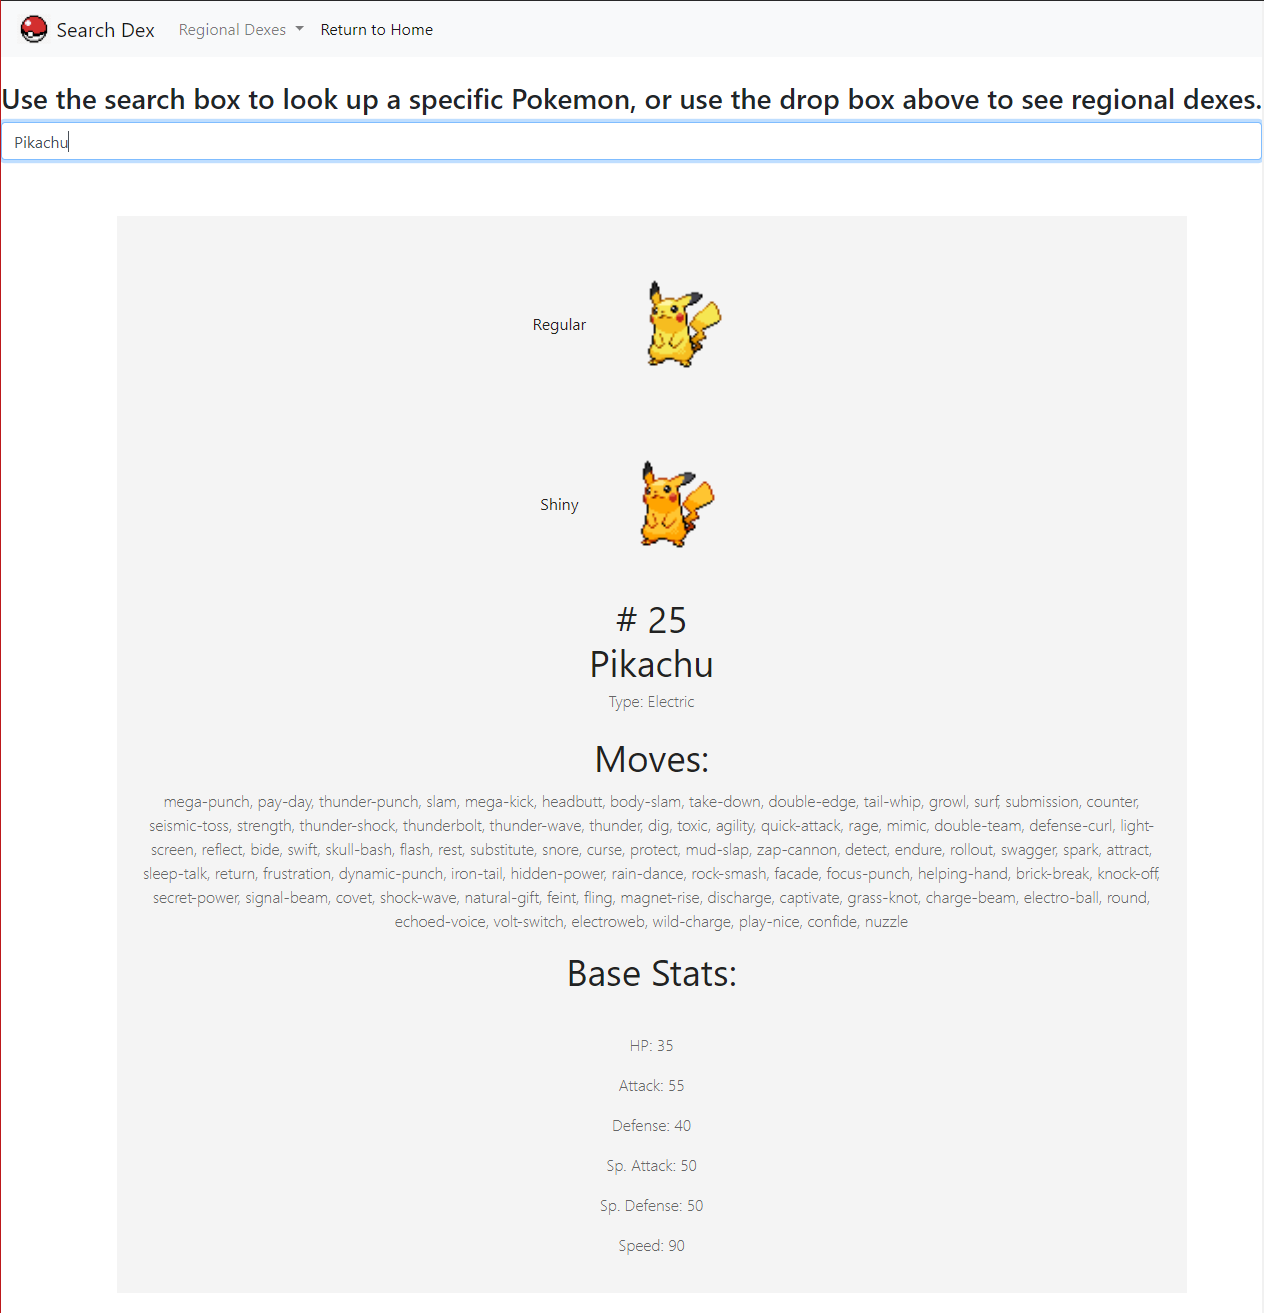 Search Dex Regional Dexes Return to Home
Use the search box to look up a specific Pokemon, or use the drop box above to see regional dexes.
Pikachu
Regular
Shiny
# 25
Pikachu
Type: Electric
Moves:
mega-punch, pay-day, thunder-punch, slam, mega-kick, headbutt, body-slam, take-down, double-edge, tail-whip, growl, surf, submission, counter,
seismic-toss, strength, thunder-shock, thunderbolt, thunder-wave, thunder, dig, toxic, agility, quick-attack, rage, mimic, double-team, defense-curl, light-
screen, reflect, bide, swift, skull-bash, flash, rest, substitute, snore, curse, protect, mud-slap, zap-cannon, detect, endure, rollout, swagger, spark, attract,
sleep-talk, return, frustration, dynamic-punch, iron-tail, hidden-power, rain-dance, rock-smash, facade, focus-punch, helping-hand, brick-break, knock-off,
secret-power, signal-beam, covet, shock-wave, natural-gift, feint, fling, magnet-rise, discharge, captivate, grass-knot, charge-beam, electro-ball, round,
echoed-voice, volt-switch, electroweb, wild-charge, play-nice, confide, nuzzle
Base Stats:
HP: 35
Attack: 55
Defense: 40
Sp. Attack: 50
Sp. Defense: 50
Speed: 90